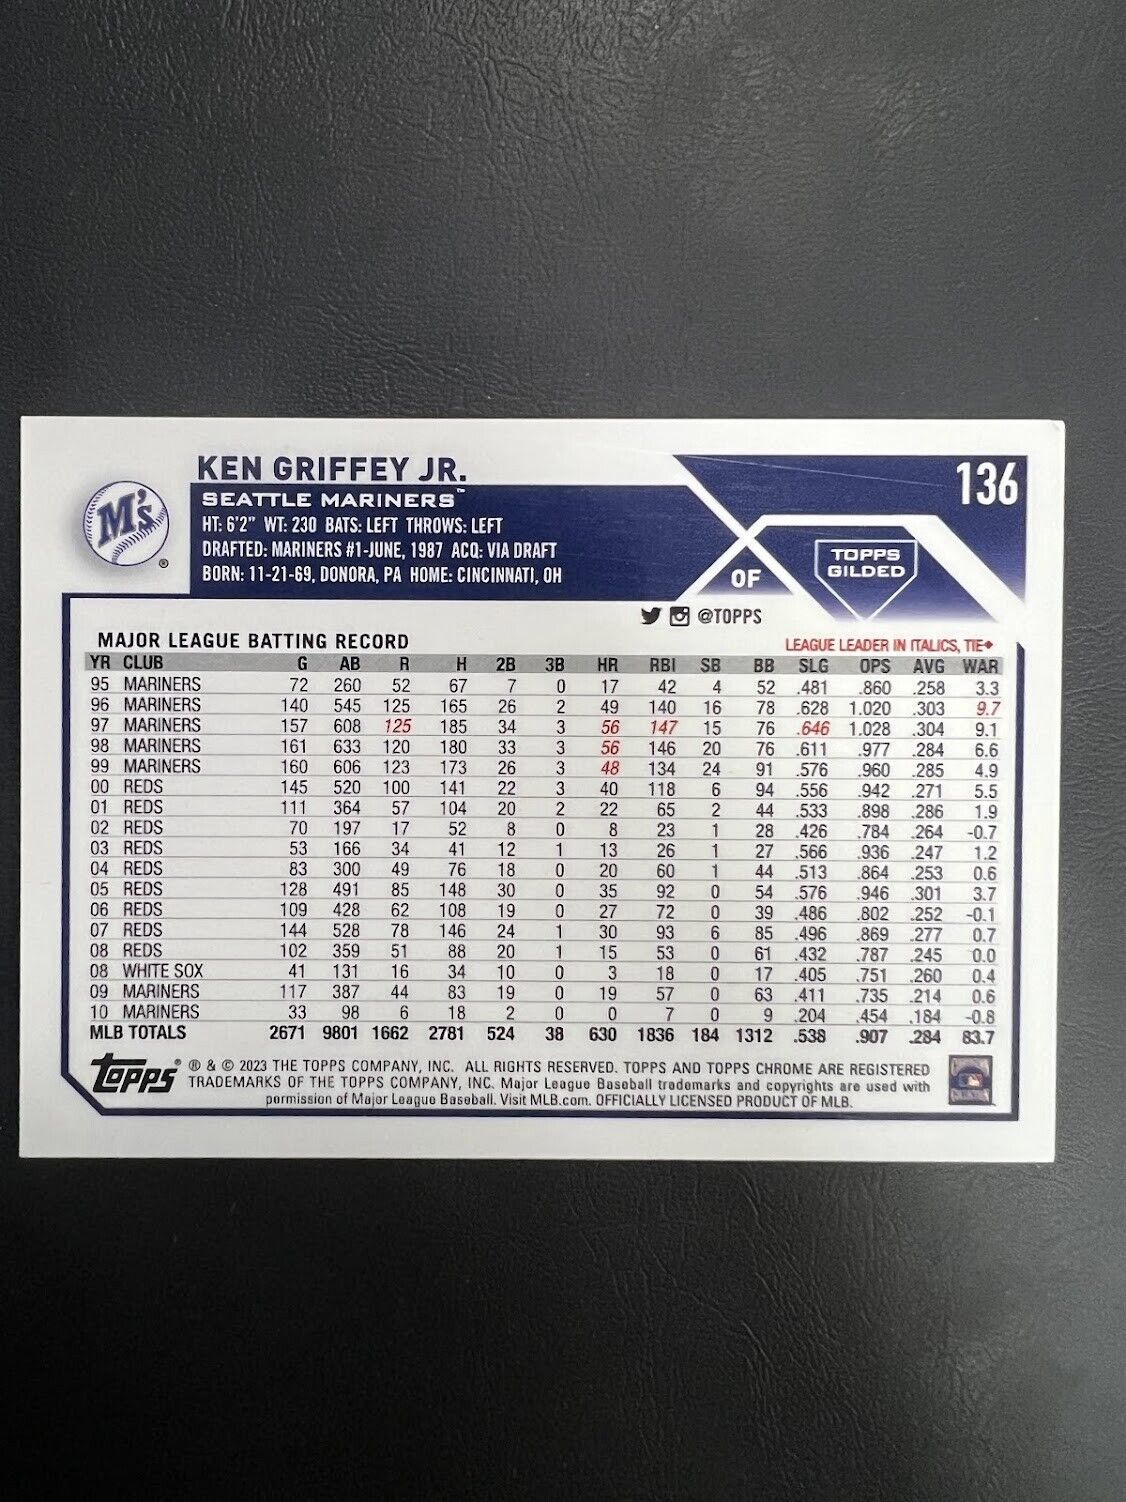 KEN GRIFFEY JR.
136
M's
®
SEATTLE MARINERS™
HT: 6'2" WT: 230 BATS: LEFT THROWS: LEFT
DRAFTED: MARINERS #1-JUNE, 1987 ACQ: VIA DRAFT
BORN: 11-21-69, DONORA, PA HOME: CINCINNATI, OH
OF
TOPPS
GILDED
@TOPPS
MAJOR LEAGUE BATTING RECORD
LEAGUE LEADER IN ITALICS, TIE◆
YR CLUB G AB R H 2B 3B HR RBI SB BB SLG OPS AVG WAR
95 MARINERS 72 260 52 67 7 0 17 42 4 52 .481 .860 .258 3.3
96 MARINERS 140 545 125 165 26 2 49 140 16 78 .628 1.020 .303 9.7
97 MARINERS 157 608 125 185 34 3 56 147 15 76 .646 1.028 .304 9.1
98 MARINERS 161 633 120 180 33 3 56 146 20 76 .611 .977 .284 6.6
99 MARINERS 160 606 123 173 26 3 48 134 24 91 .576 .960 .285 4.9
00 REDS 145 520 100 141 22 3 40 118 6 94 .556 .942 .271 5.5
01 REDS 111 364 57 104 20 2 22 65 2 44 .533 .898 .286 1.9
02 REDS 70 197 17 52 8 0 8 23 1 28 .426 .784 .264 -0.7
03 REDS 53 166 34 41 12 1 13 26 1 27 .566 .936 .247 1.2
04 REDS 83 300 49 76 18 0 20 60 1 44 .513 .864 .253 0.6
05 REDS 128 491 85 148 30 0 35 92 0 54 .576 .946 .301 3.7
06 REDS 109 428 62 108 19 0 27 72 0 39 .486 .802 .252 -0.1
07 REDS 144 528 78 146 24 1 30 93 6 85 .496 .869 .277 0.7
08 REDS 102 359 51 88 20 1 15 53 0 61 .432 .787 .245 0.0
08 WHITE SOX 41 131 16 34 10 0 3 18 0 17 .405 .751 .260 0.4
09 MARINERS 117 387 44 83 19 0 19 57 0 63 .411 .735 .214 0.6
10 MARINERS 33 98 6 18 2 0 0 7 0 9 .204 .454 .184 -0.8
MLB TOTALS 2671 9801 1662 2781 524 38 630 1836 184 1312 .538 .907 .284 83.7
Topps® ® & © 2023 THE TOPPS COMPANY, INC. ALL RIGHTS RESERVED. TOPPS AND TOPPS CHROME ARE REGISTERED
TRADEMARKS OF THE TOPPS COMPANY, INC. Major League Baseball trademarks and copyrights are used with
permission of Major League Baseball. Visit MLB.com. OFFICIALLY LICENSED PRODUCT OF MLB.